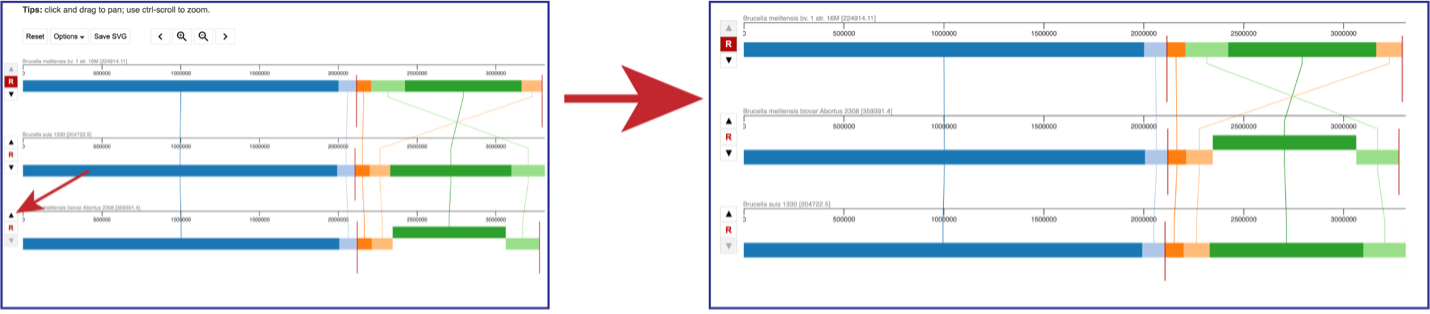 Tips: click and drag to pan; use ctrl-scroll to zoom.
Reset Options Save SVG
Brucella melitensis bv. 1 str. 16M [224914.11]
0 500000 1000000 1500000 2000000 2500000 3000000
R
Brucella suis 1330 [204722.5]
0 500000 1000000 1500000 2000000 2500000 3000000
R
melitensis biovar Abortus 2308 [359391.4]
0 500000 1000000 1500000 2000000 2500000 3000000
R
Brucella melitensis bv. 1 str. 16M [224914.11]
0 500000 1000000 1500000 2000000 2500000 3000000
R
Brucella melitensis biovar Abortus 2308 [359391.4]
0 500000 1000000 1500000 2000000 2500000 3000000
R
Brucella suis 1330 [204722.5]
0 500000 1000000 1500000 2000000 2500000 3000000
R